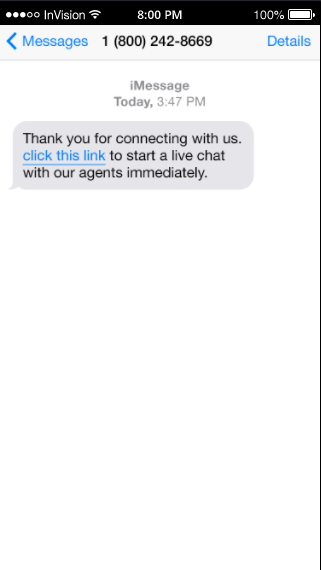 InVision 8:00 PM 100%
Messages 1 (800) 242-8669 Details
iMessage
Today, 3:47 PM
Thank you for connecting with us.
click this link to start a live chat
with our agents immediately.